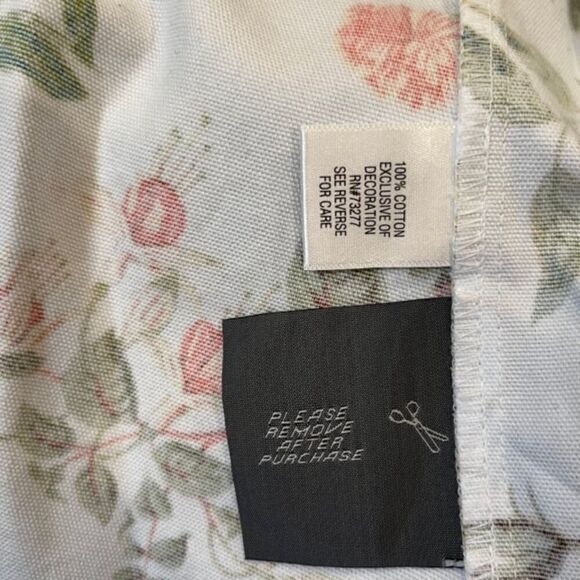 100% COTTON
EXCLUSIVE OF
DECORATION
RN#73277
SEE REVERSE
FOR CARE
PLEASE
REMOVE
AFTER
PURCHASE